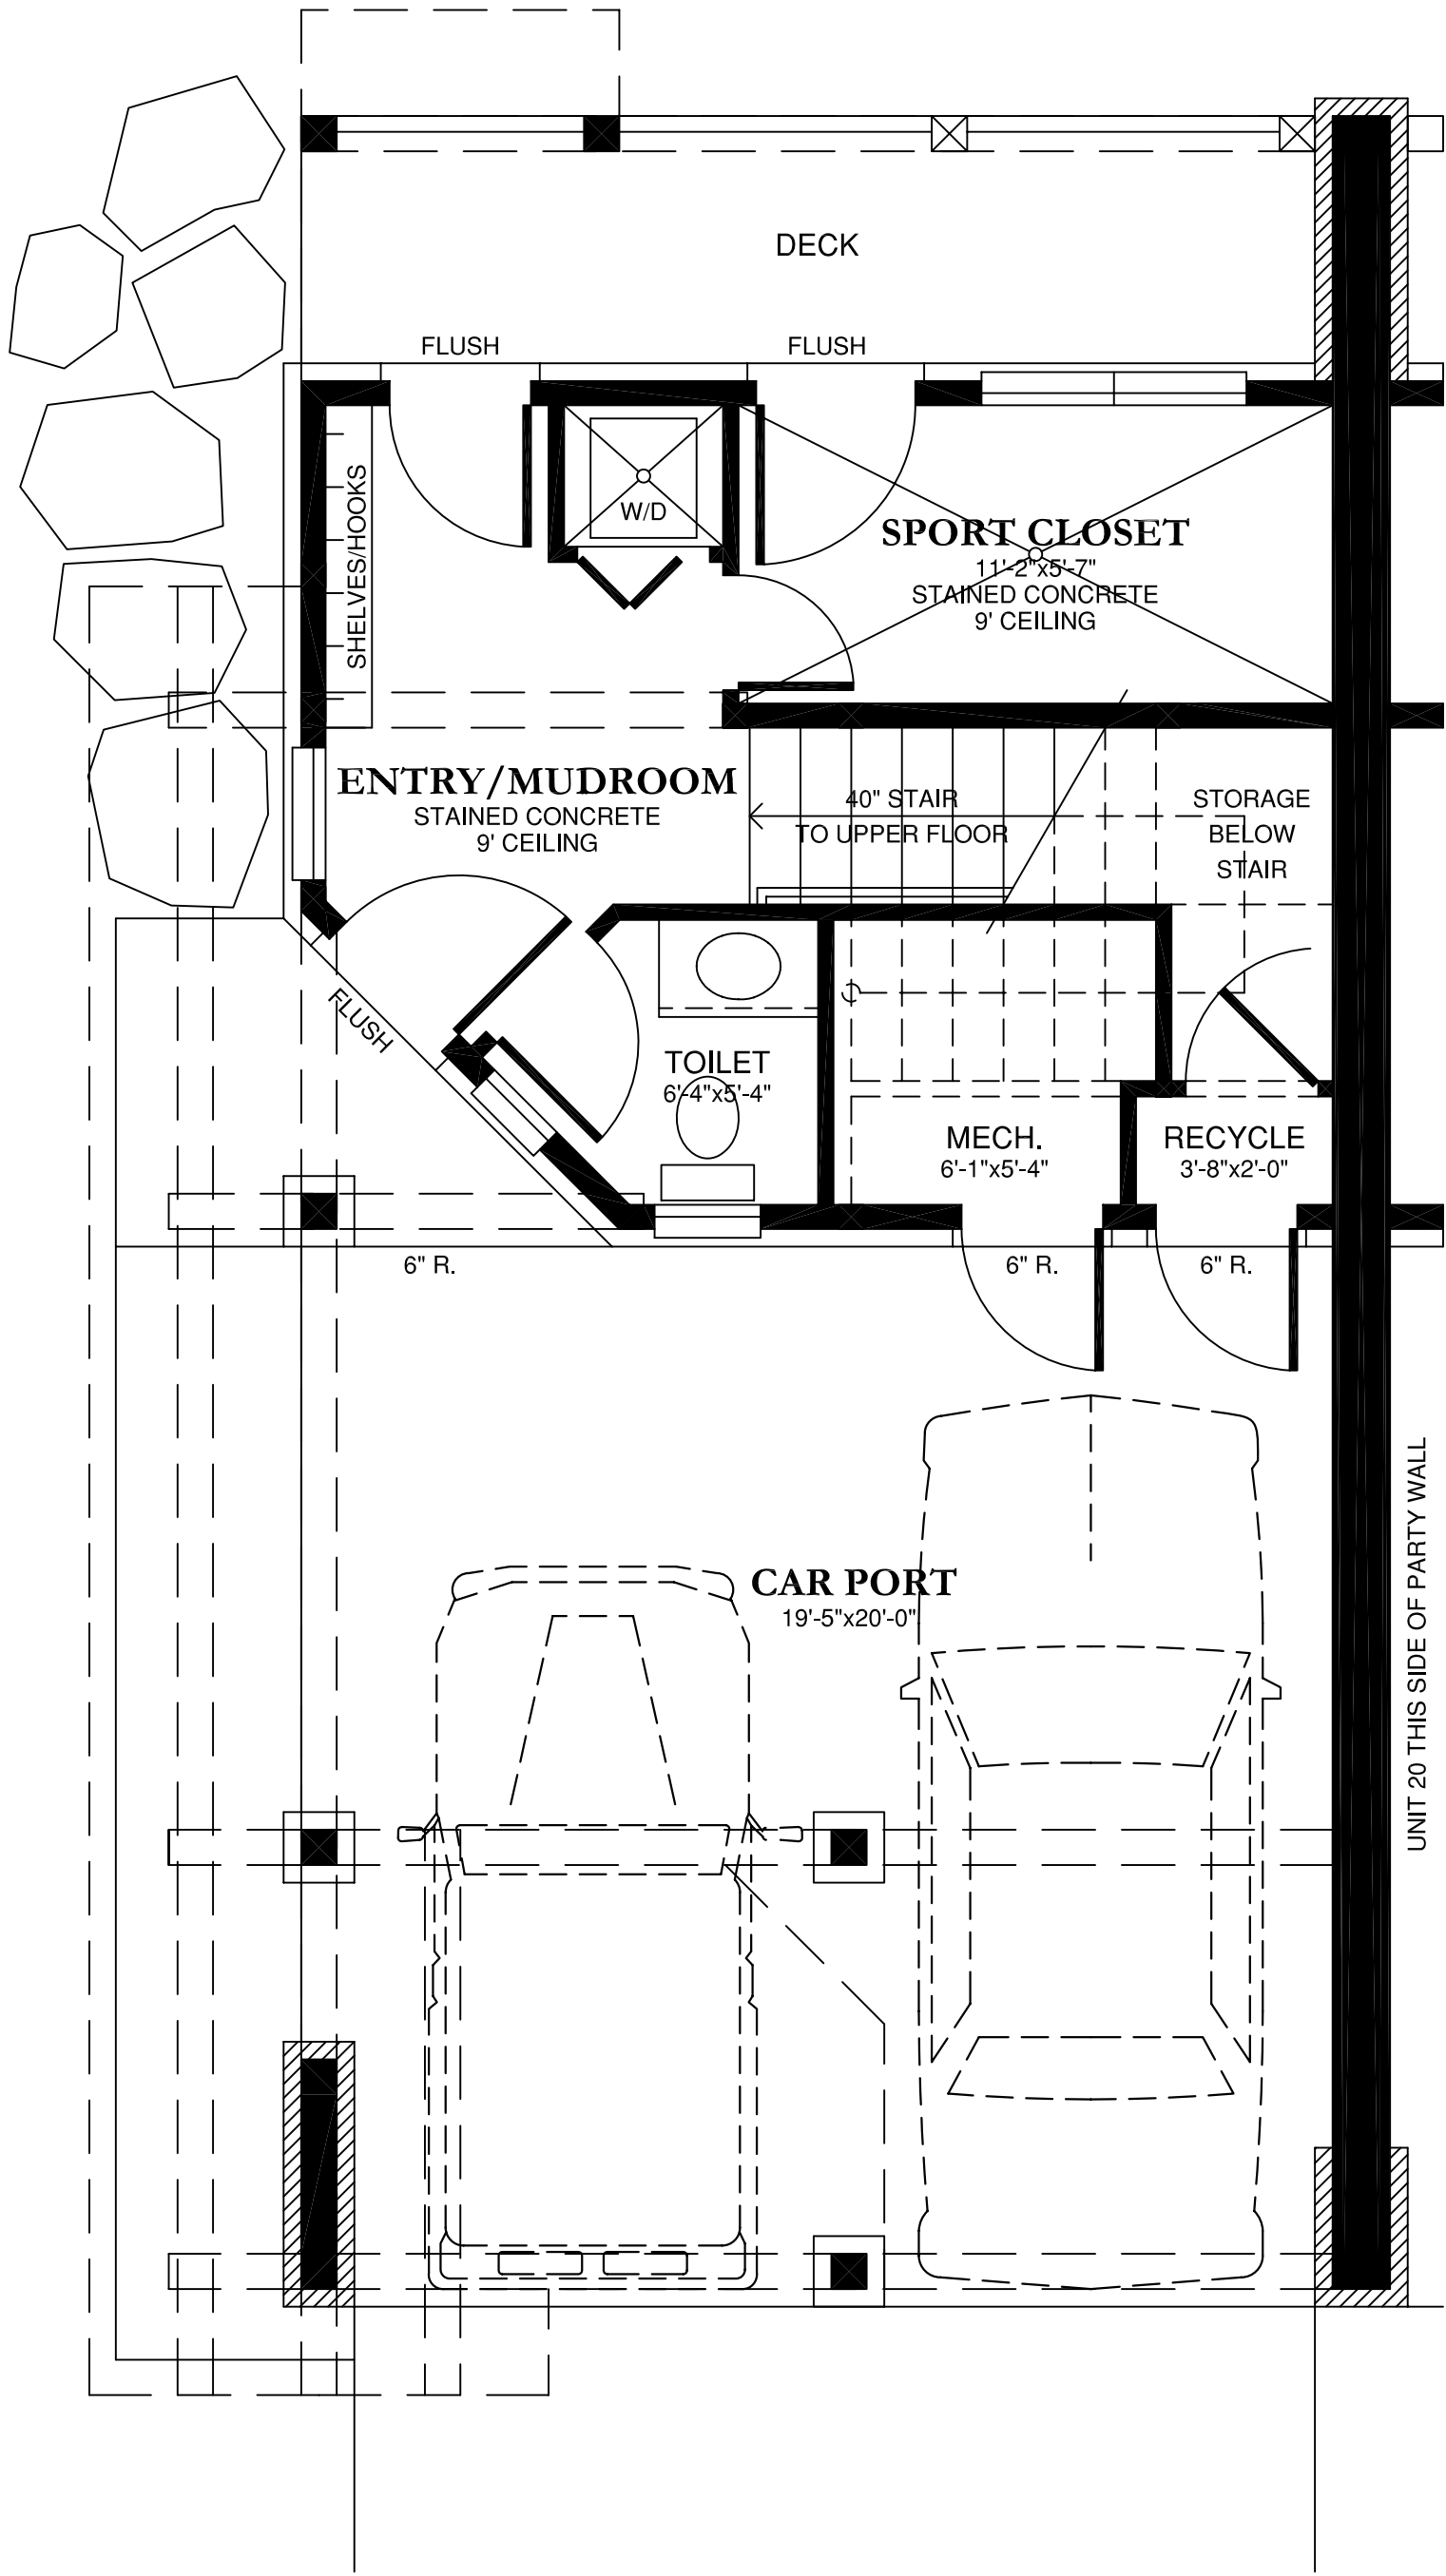 DECK
FLUSH
FLUSH
SHELVES/HOOKS
W/D
SPORT CLOSET
11'-2"x5'-7"
STAINED CONCRETE
9' CEILING
ENTRY/MUDROOM
STAINED CONCRETE
9' CEILING
40" STAIR
TO UPPER FLOOR
STORAGE
BELOW
STAIR
FLUSH
TOILET
6'-4"x5'-4"
MECH.
6'-1"x5'-4"
RECYCLE
3'-8"x2'-0"
6" R.
6" R.
6" R.
CAR PORT
19'-5"x20'-0"
UNIT 20 THIS SIDE OF PARTY WALL